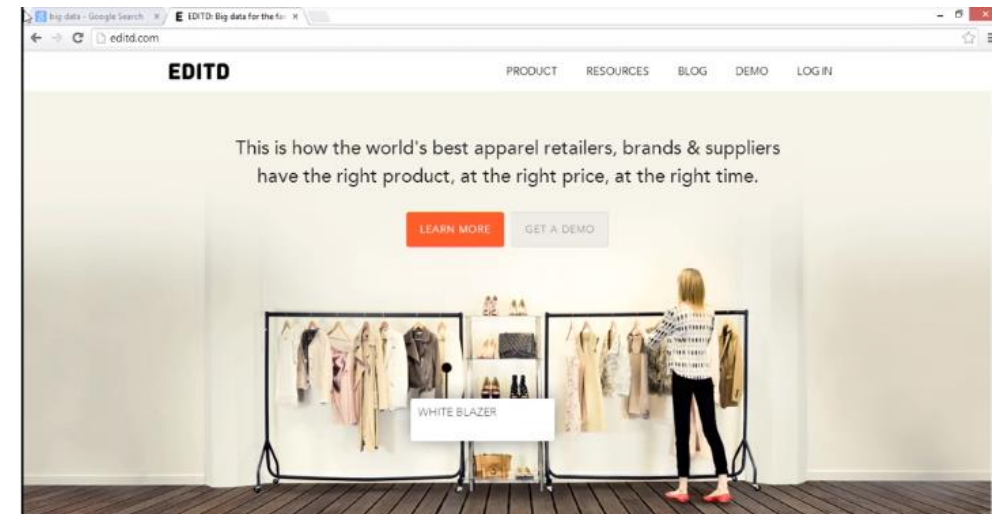 big data - Google Search
EDITD: Big data for the fas
editd.com
EDITD
PRODUCT RESOURCES BLOG DEMO LOG IN
This is how the world's best apparel retailers, brands & suppliers
have the right product, at the right price, at the right time.
LEARN MORE GET A DEMO
WHITE BLAZER